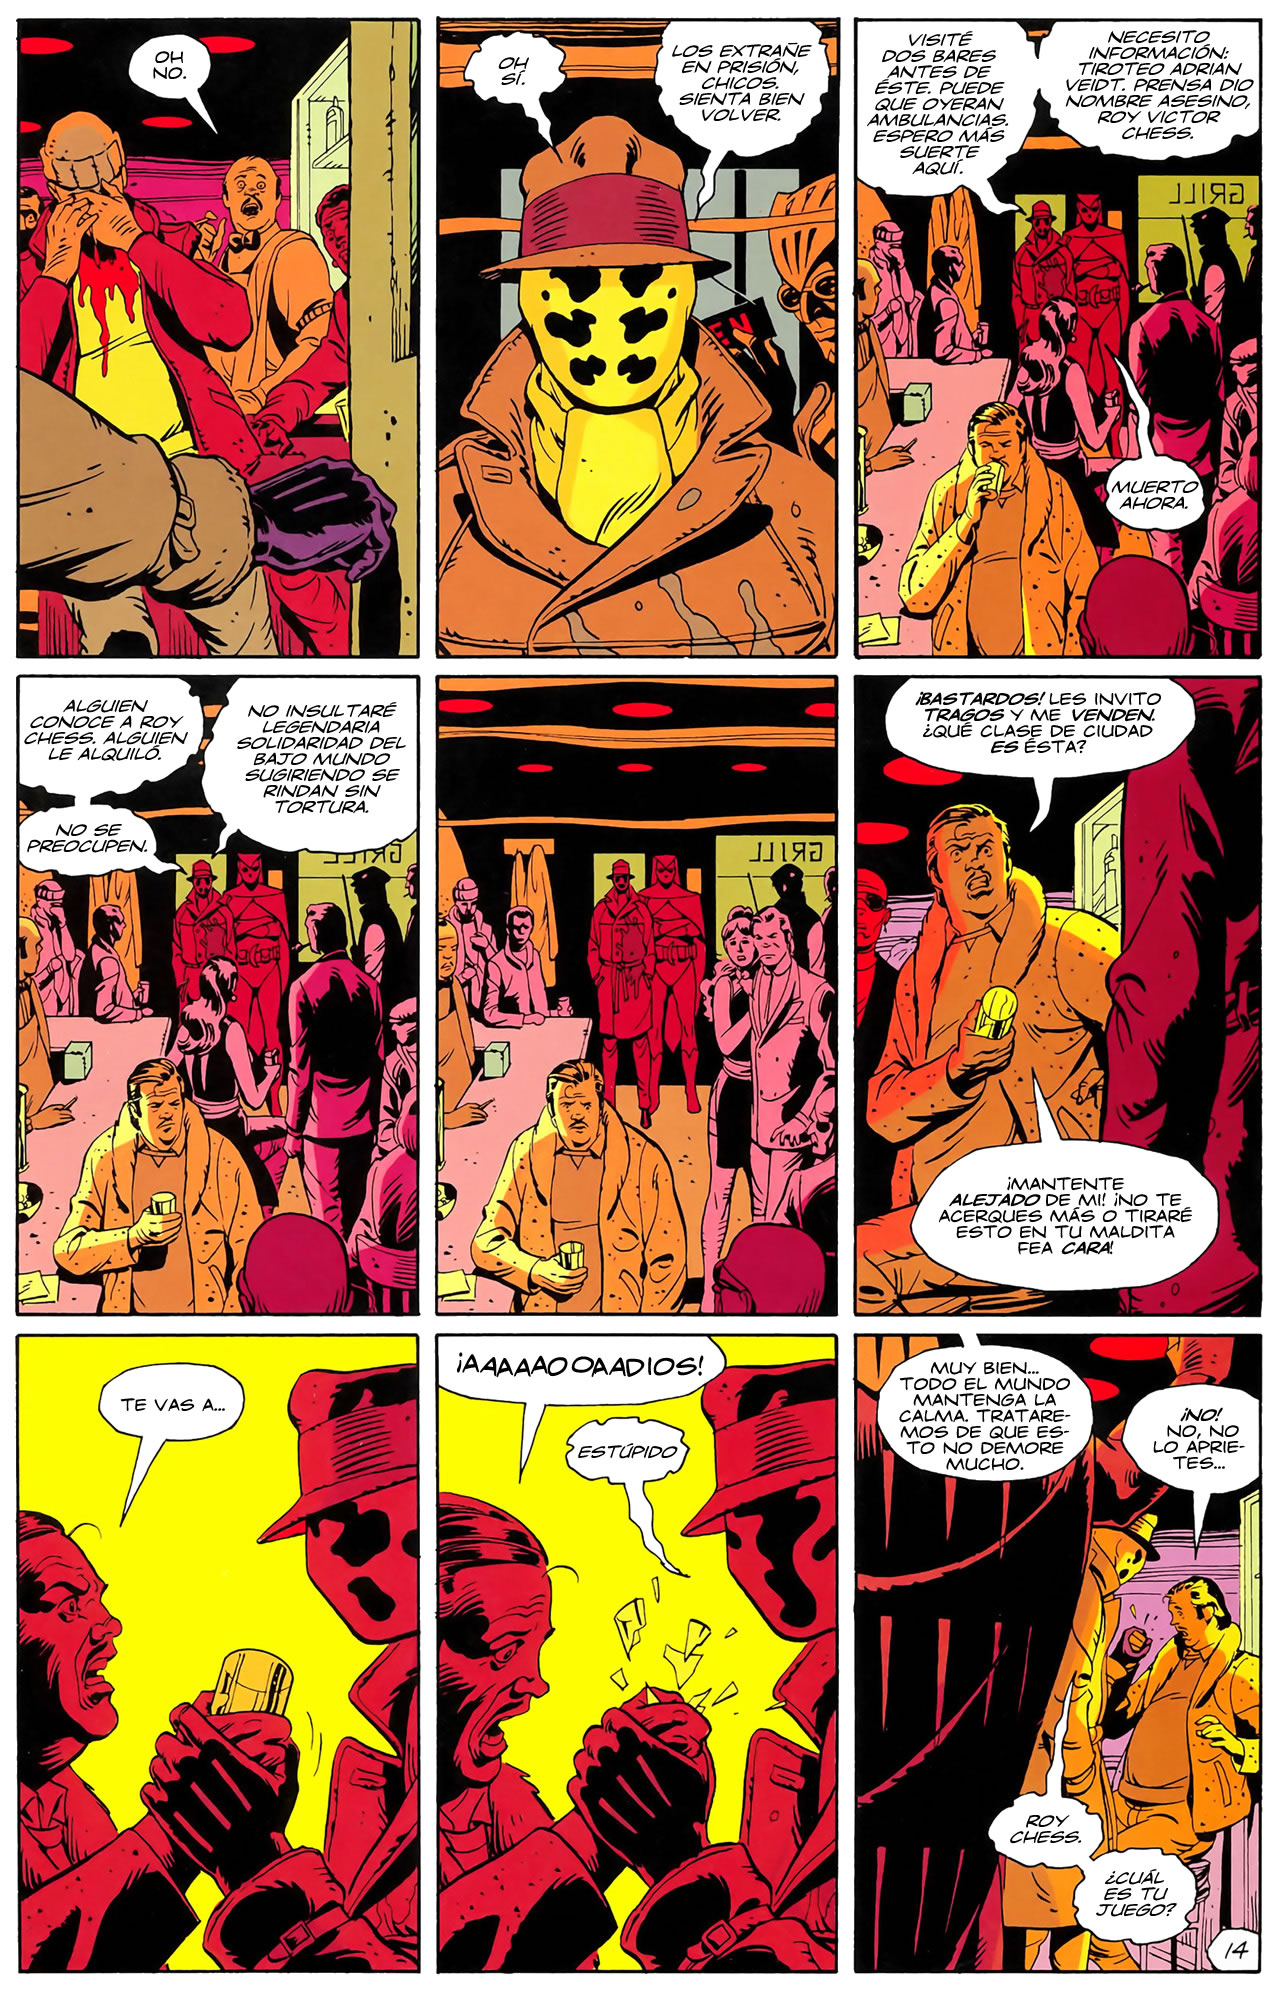 OH
NO.
OH
SÍ.
LOS EXTRAÑE
EN PRISIÓN,
CHICOS.
SIENTA BIEN
VOLVER.
VISITÉ
DOS BARES
ANTES DE
ÉSTE. PUEDE
QUE OYERAN
AMBULANCIAS.
ESPERO MÁS
SUERTE
AQUÍ.
NECESITO
INFORMACIÓN:
TIROTEO ADRIAN
VEIDT. PRENSA DIO
NOMBRE ASESINO,
ROY VICTOR
CHESS.
GRILL
MUERTO
AHORA.
ALGUIEN
CONOCE A ROY
CHESS. ALGUIEN
LE ALQUILÓ.
NO SE
PREOCUPEN.
NO INSULTARÉ
LEGENDARIA
SOLIDARIDAD DEL
BAJO MUNDO
SUGIRIENDO SE
RINDAN SIN
TORTURA.
GRILL
GRILL
¡BASTARDOS! LES INVITO
TRAGOS Y ME VENDEN.
¿QUÉ CLASE DE CIUDAD
ES ÉSTA?
¡MANTENTE
ALEJADO DE MI! ¡NO TE
ACERQUES MÁS O TIRARÉ
ESTO EN TU MALDITA
FEA CARA!
TE VAS A...
¡AAAAAO OAADIOS!
ESTÚPIDO
MUY BIEN...
TODO EL MUNDO
MANTENGA LA
CALMA. TRATARE-
MOS DE QUE ES-
TO NO DEMORE
MUCHO.
¡NO!
NO, NO
LO APRIE-
TES...
ROY
CHESS.
¿CUÁL
ES TU
JUEGO?
14